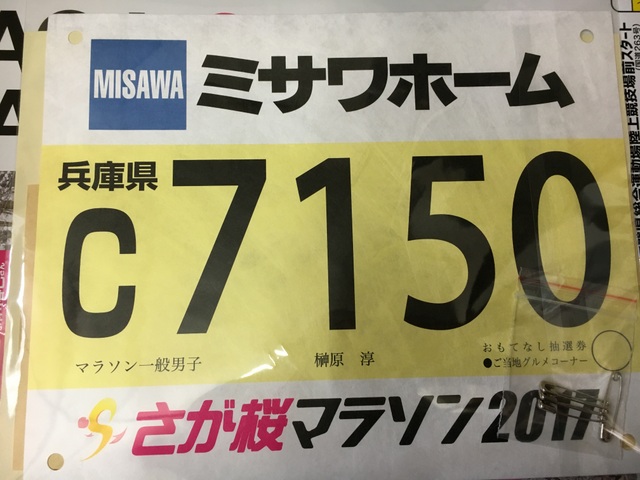 MISAWA ミサワホーム
兵庫県
C7150
マラソン一般男子
榊原 淳
おもてなし抽選券
●ご当地グルメコーナー
さが桜マラソン2017